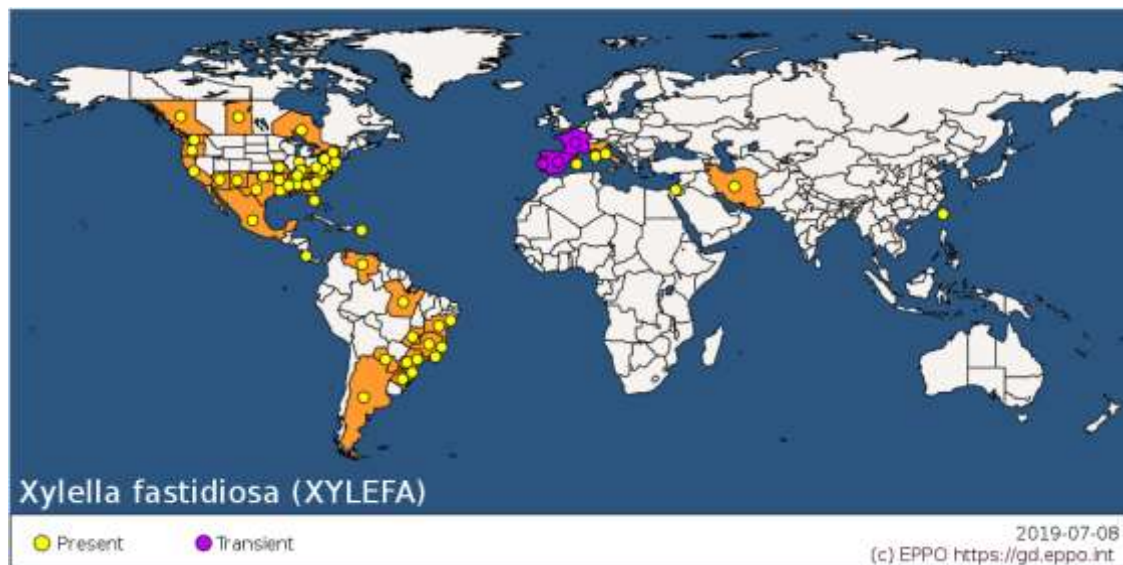 Xylella fastidiosa (XYLEFA)
Present
Transient
2019-07-08
(c) EPPO https://gd.eppo.int